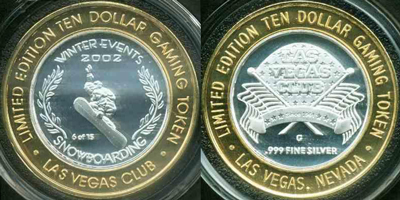 LIMITED EDITION TEN DOLLAR GAMING TOKEN
WINTER EVENTS
2002
6 of 15
SNOWBOARDING
• LAS VEGAS CLUB •
LIMITED EDITION TEN DOLLAR GAMING TOKEN
LAS
VEGAS
CLUB
G
.999 FINE SILVER
• LAS VEGAS, NEVADA •